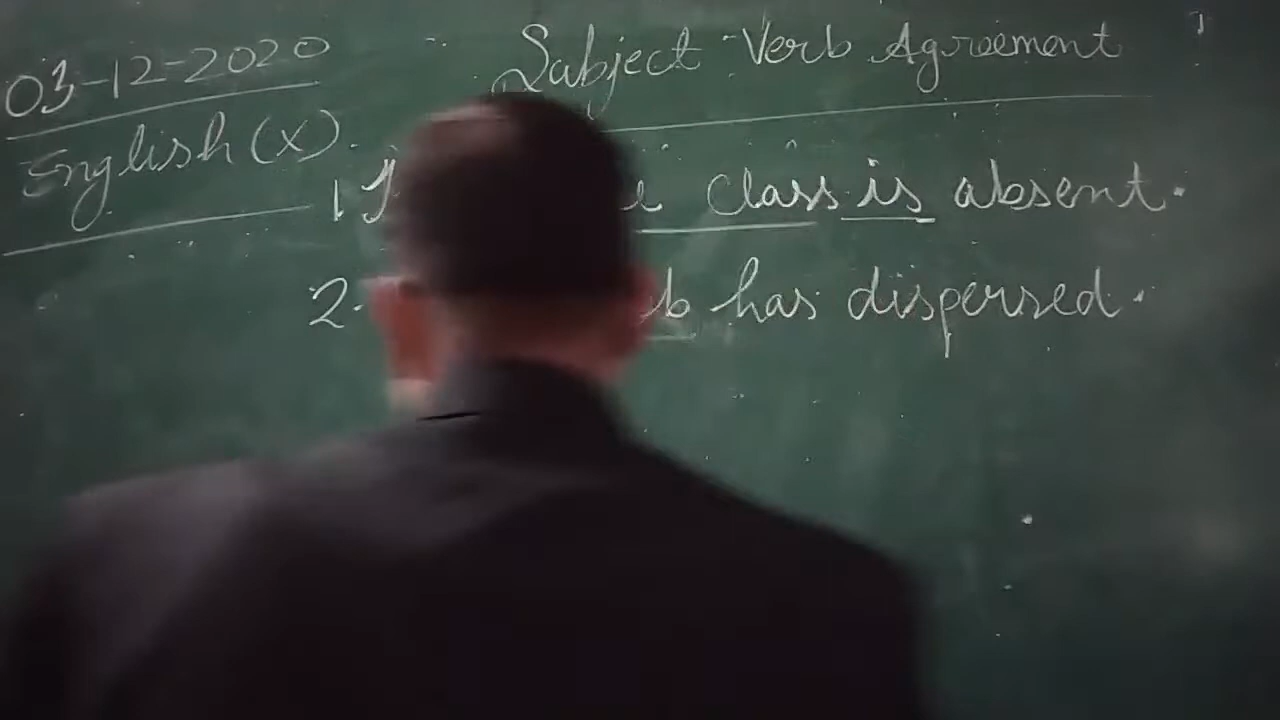 03-12-2020
Subject Verb Agreement
English (X)
1 class is absent.
2. has dispersed.